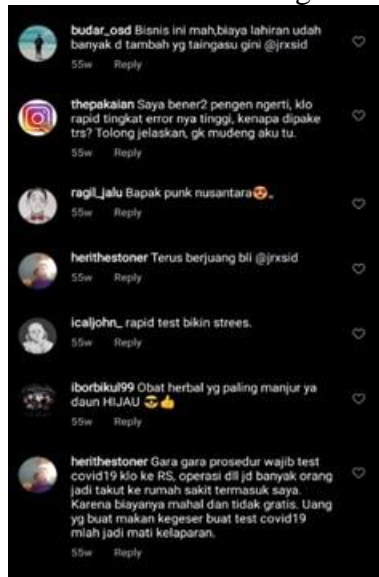 budar_osd Bisnis ini mah,biaya lahiran udah
banyak d tambah yg taingasu gini @jrxsid
55w Reply
thepakaian Saya bener2 pengen ngerti, klo
rapid tingkat error nya tinggi, kenapa dipake
trs? Tolong jelaskan, gk mudeng aku tu.
55w Reply
ragil_jalu Bapak punk nusantara😍。
55w Reply
herithestoner Terus berjuang bli @jrxsid
55w Reply
icaljohn_ rapid test bikin strees.
55w Reply
iborbikul99 Obat herbal yg paling manjur ya
daun HIJAU 😎👍
55w Reply
herithestoner Gara gara prosedur wajib test
covid19 klo ke RS, operasi dll jd banyak orang
jadi takut ke rumah sakit termasuk saya.
Karena biayanya mahal dan tidak gratis. Uang
yg buat makan kegeser buat test covid19
mlah jadi mati kelaparan.
55w Reply